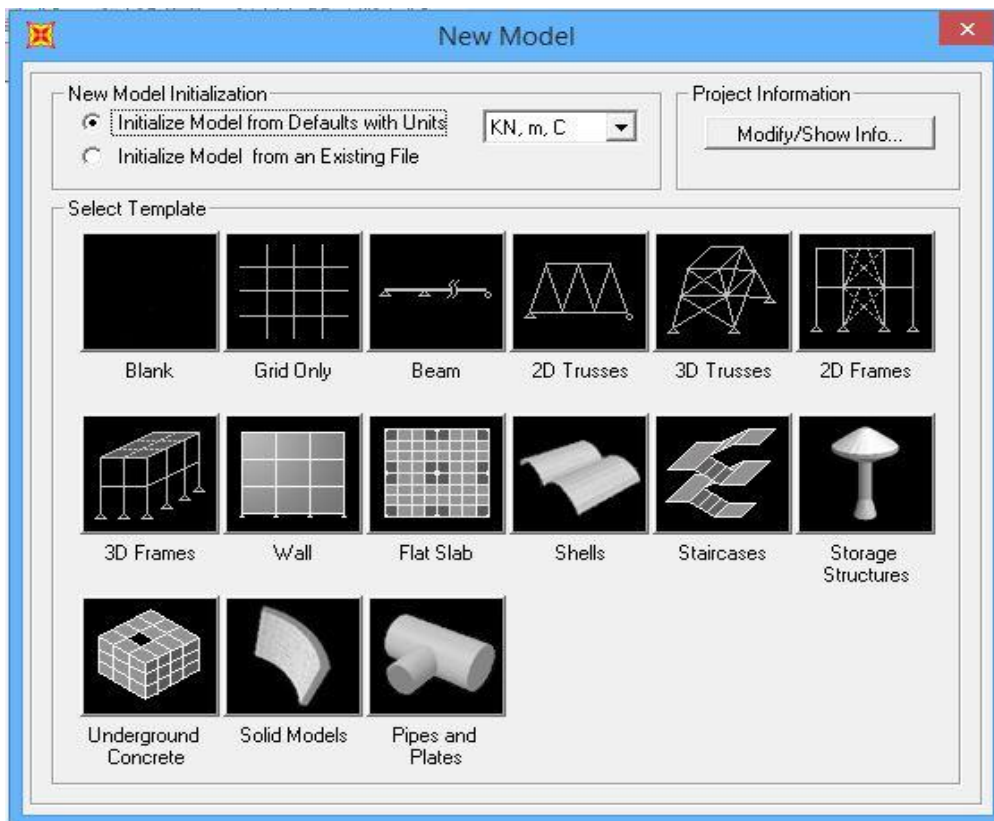 New Model
New Model Initialization
Project Information
Initialize Model from Defaults with Units
KN, m, C
Modify/Show Info...
Initialize Model from an Existing File
Select Template
Blank
Grid Only
Beam
2D Trusses
3D Trusses
2D Frames
3D Frames
Wall
Flat Slab
Shells
Staircases
Storage
Structures
Underground
Concrete
Solid Models
Pipes and
Plates